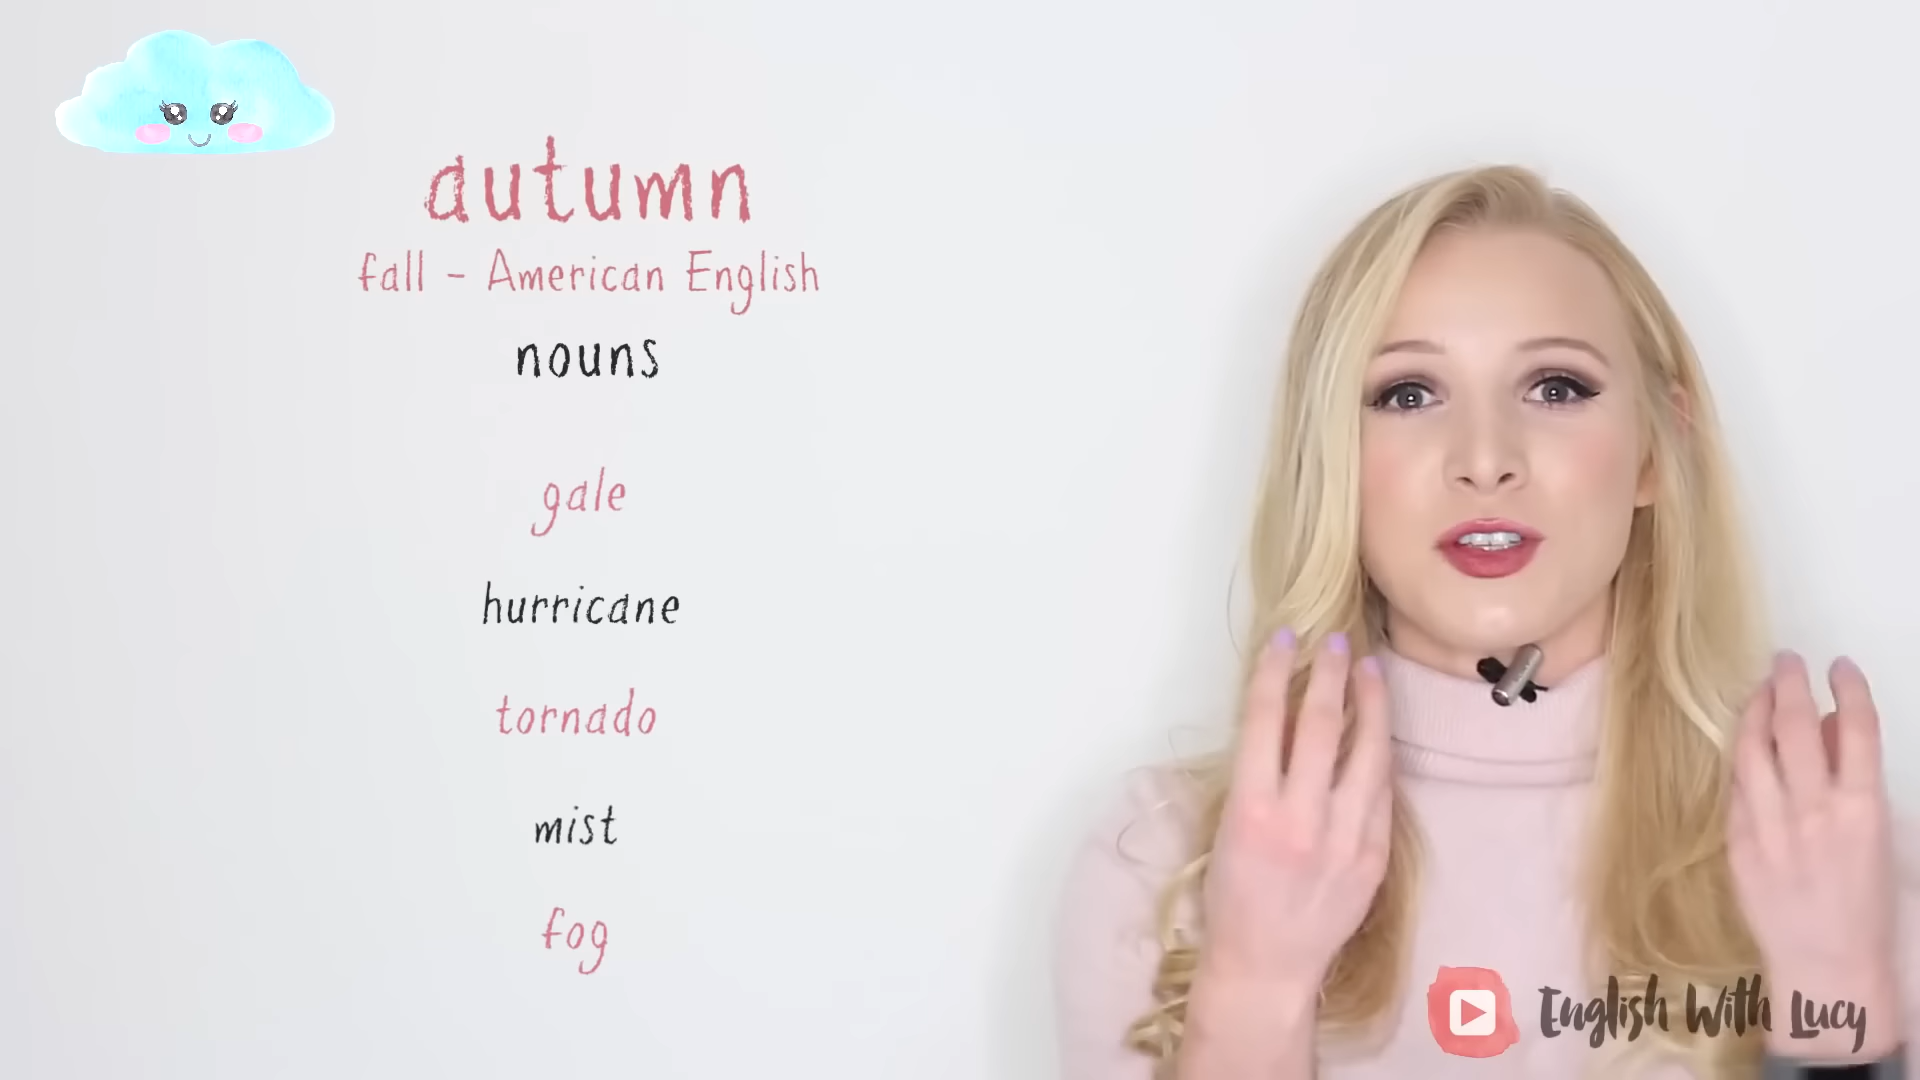 autumn
fall - American English
nouns
gale
hurricane
tornado
mist
fog
English With Lucy